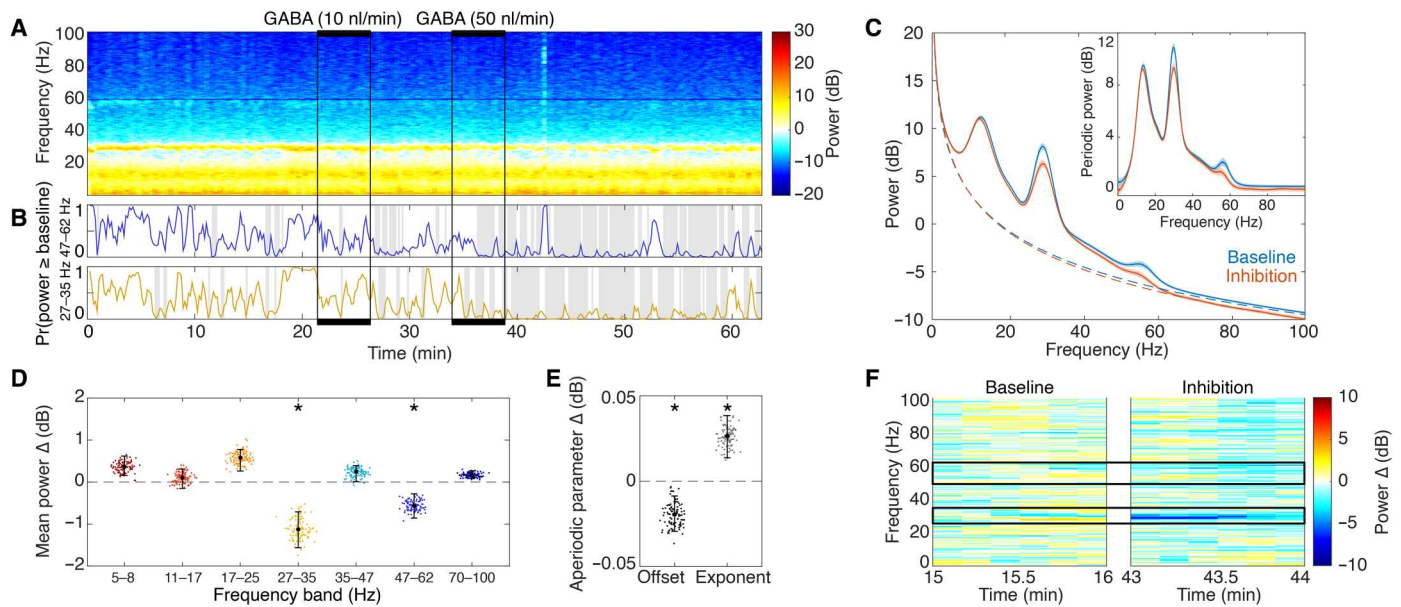 GABA (10 nl/min) GABA (50 nl/min)
A
Frequency (Hz)
100
80
60
40
20
30
20
10
0
−10
−20
Power (dB)
B
Pr(power ≥ baseline)
47–62 Hz
1
0
27–35 Hz
1
0
0 10 20 30 40 50 60
Time (min)
C
Power (dB)
20
15
10
5
0
−5
−10
0 20 40 60 80 100
Frequency (Hz)
Periodic power (dB)
12
8
4
0
0 20 40 60 80 100
Frequency (Hz)
Baseline
Inhibition
D
Mean power Δ (dB)
2
1
0
−1
−2
* *
5–8 11–17 17–25 27–35 35–47 47–62 70–100
Frequency band (Hz)
E
Aperiodic parameter Δ (dB)
0.05
0
−0.05
* *
Offset Exponent
F
Baseline Inhibition
Frequency (Hz)
100
80
60
40
20
0
15 15.5 16 43 43.5 44
Time (min) Time (min)
10
5
0
−5
−10
Power Δ (dB)